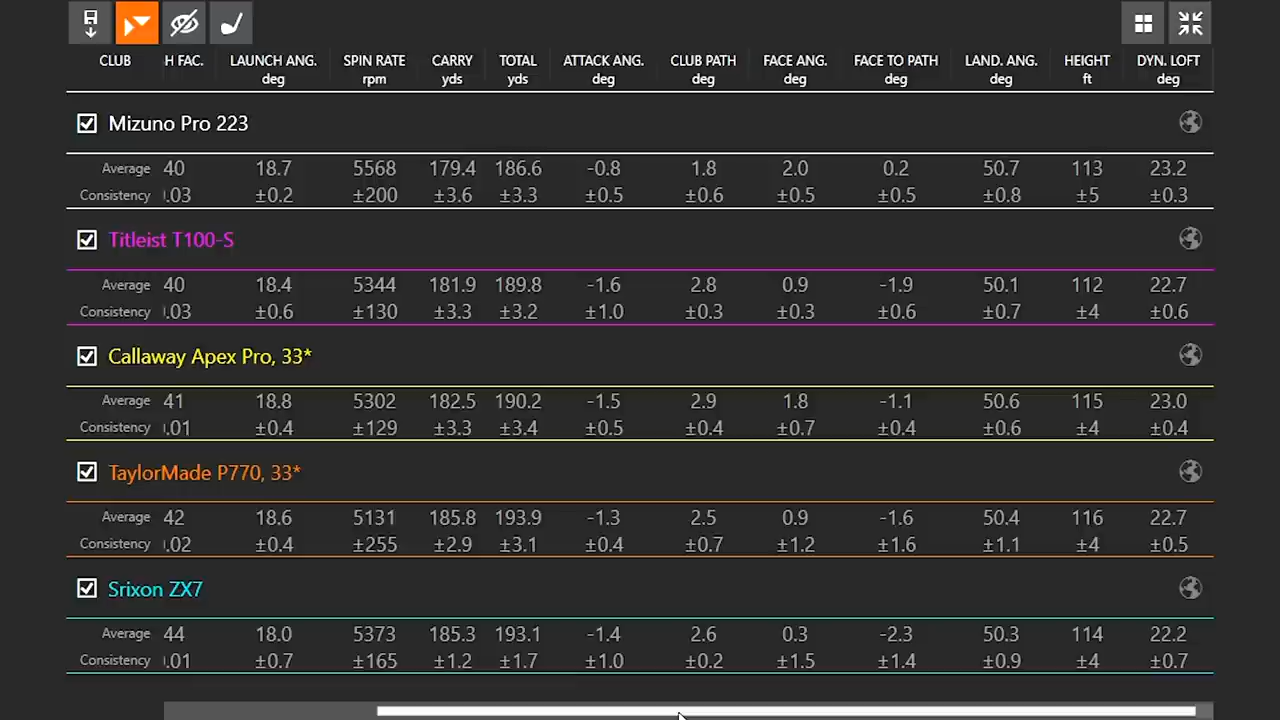 CLUB H FAC. LAUNCH ANG. SPIN RATE CARRY TOTAL ATTACK ANG. CLUB PATH FACE ANG. FACE TO PATH LAND. ANG. HEIGHT DYN. LOFT
deg rpm yds yds deg deg deg deg deg ft deg
Mizuno Pro 223
Average 40 18.7 5568 179.4 186.6 -0.8 1.8 2.0 0.2 50.7 113 23.2
Consistency .03 ±0.2 ±200 ±3.6 ±3.3 ±0.5 ±0.6 ±0.5 ±0.5 ±0.8 ±5 ±0.3
Titleist T100-S
Average 40 18.4 5344 181.9 189.8 -1.6 2.8 0.9 -1.9 50.1 112 22.7
Consistency .03 ±0.6 ±130 ±3.3 ±3.2 ±1.0 ±0.3 ±0.3 ±0.6 ±0.7 ±4 ±0.6
Callaway Apex Pro, 33*
Average 41 18.8 5302 182.5 190.2 -1.5 2.9 1.8 -1.1 50.6 115 23.0
Consistency .01 ±0.4 ±129 ±3.3 ±3.4 ±0.5 ±0.4 ±0.7 ±0.4 ±0.6 ±4 ±0.4
TaylorMade P770, 33*
Average 42 18.6 5131 185.8 193.9 -1.3 2.5 0.9 -1.6 50.4 116 22.7
Consistency .02 ±0.4 ±255 ±2.9 ±3.1 ±0.4 ±0.7 ±1.2 ±1.6 ±1.1 ±4 ±0.5
Srixon ZX7
Average 44 18.0 5373 185.3 193.1 -1.4 2.6 0.3 -2.3 50.3 114 22.2
Consistency .01 ±0.7 ±165 ±1.2 ±1.7 ±1.0 ±0.2 ±1.5 ±1.4 ±0.9 ±4 ±0.7